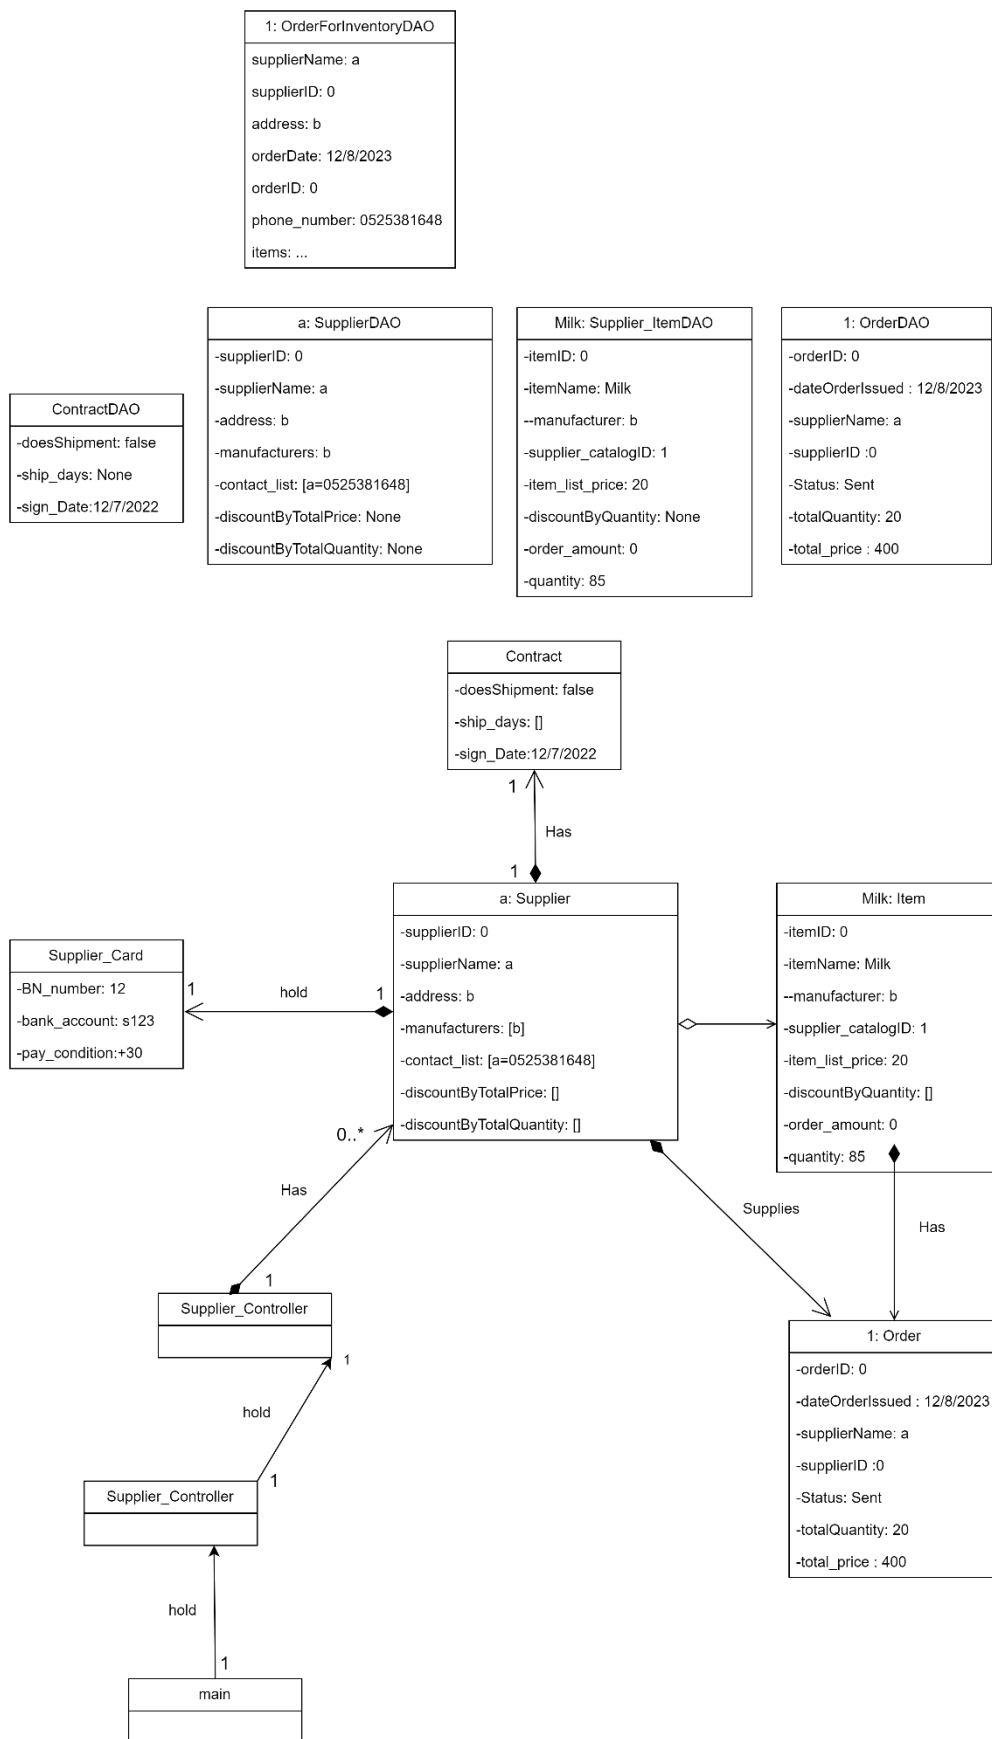 1: OrderForInventoryDAO
supplierName: a
supplierID: 0
address: b
orderDate: 12/8/2023
orderID: 0
phone_number: 0525381648
items: ...
a: SupplierDAO
-supplierID: 0
-supplierName: a
-address: b
-manufacturers: b
-contact_list: [a=0525381648]
-discountByTotalPrice: None
-discountByTotalQuantity: None
Milk: Supplier_ItemDAO
-itemID: 0
-itemName: Milk
--manufacturer: b
-supplier_catalogID: 1
-item_list_price: 20
-discountByQuantity: None
-order_amount: 0
-quantity: 85
1: OrderDAO
-orderID: 0
-dateOrderIssued : 12/8/2023
-supplierName: a
-supplierID :0
-Status: Sent
-totalQuantity: 20
-total_price : 400
ContractDAO
-doesShipment: false
-ship_days: None
-sign_Date:12/7/2022
Contract
-doesShipment: false
-ship_days: []
-sign_Date:12/7/2022
1
Has
1
a: Supplier
-supplierID: 0
-supplierName: a
-address: b
-manufacturers: [b]
-contact_list: [a=0525381648]
-discountByTotalPrice: []
-discountByTotalQuantity: []
Milk: Item
-itemID: 0
-itemName: Milk
--manufacturer: b
-supplier_catalogID: 1
-item_list_price: 20
-discountByQuantity: []
-order_amount: 0
-quantity: 85
Supplier_Card
-BN_number: 12
-bank_account: s123
-pay_condition:+30
1
hold
1
0..*
Has
1
Supplies
Has
Supplier_Controller
1
hold
1
Supplier_Controller
hold
1
main
1: Order
-orderID: 0
-dateOrderIssued : 12/8/2023
-supplierName: a
-supplierID :0
-Status: Sent
-totalQuantity: 20
-total_price : 400